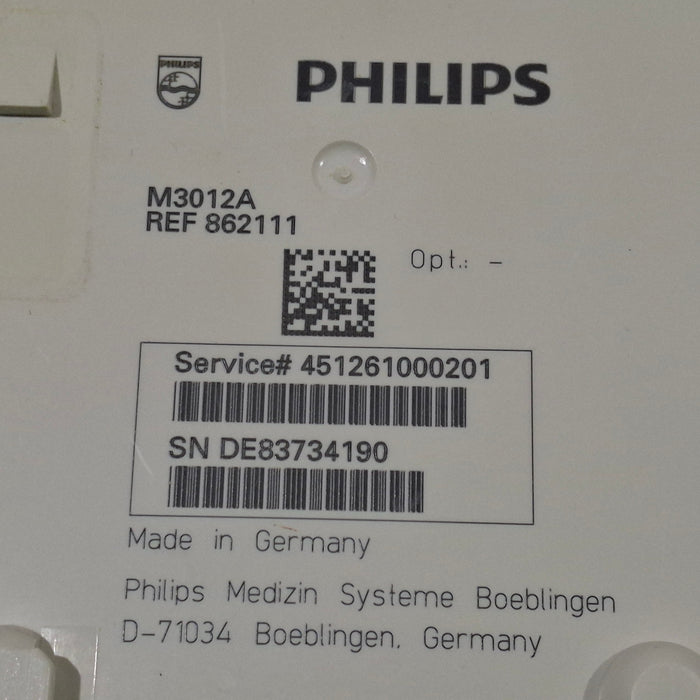 PHILIPS
PHILIPS
M3012A
REF 862111
Opt.: -
Service# 451261000201
SN DE83734190
Made in Germany
Philips Medizin Systeme Boeblingen
D-71034 Boeblingen, Germany